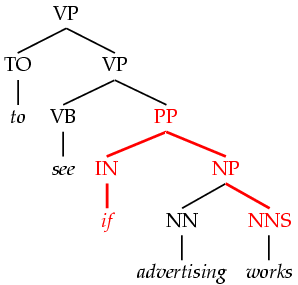 VP
TO VP
to VB PP
see IN NP
if NN NNS
advertising works